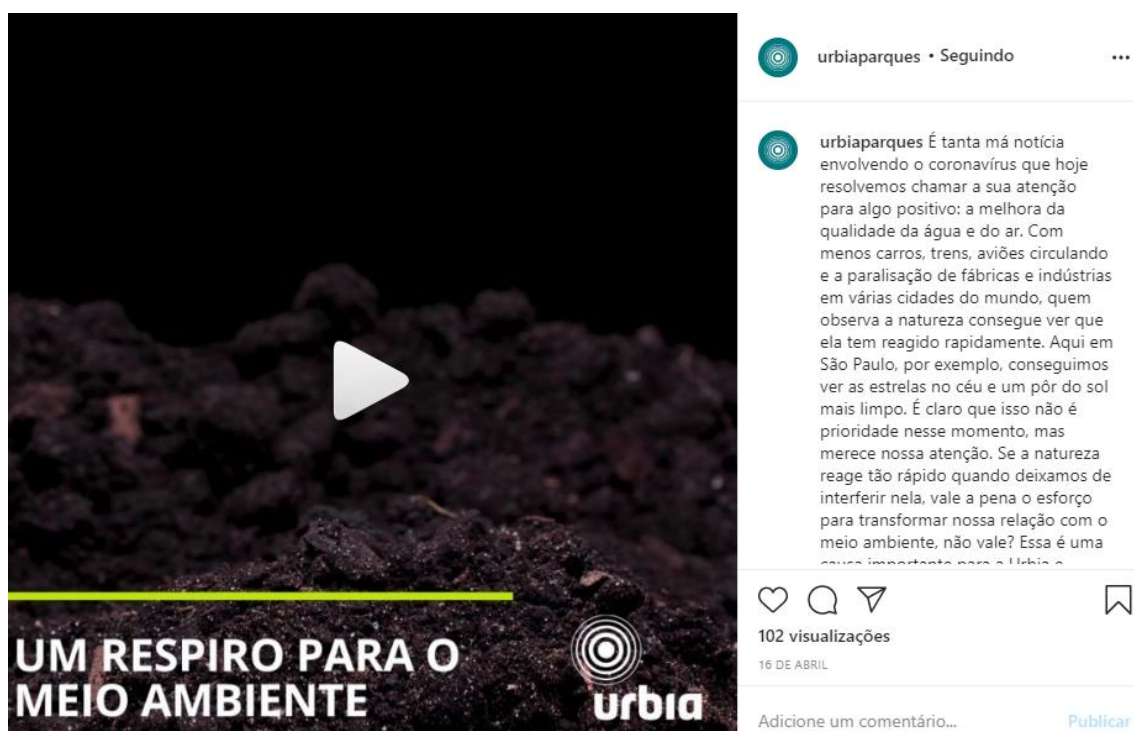 UM RESPIRO PARA O
MEIO AMBIENTE
urbia
urbiaparques • Seguindo
urbiaparques É tanta má notícia
envolvendo o coronavírus que hoje
resolvemos chamar a sua atenção
para algo positivo: a melhora da
qualidade da água e do ar. Com
menos carros, trens, aviões circulando
e a paralisação de fábricas e indústrias
em várias cidades do mundo, quem
observa a natureza consegue ver que
ela tem reagido rapidamente. Aqui em
São Paulo, por exemplo, conseguimos
ver as estrelas no céu e um pôr do sol
mais limpo. É claro que isso não é
prioridade nesse momento, mas
merece nossa atenção. Se a natureza
reage tão rápido quando deixamos de
interferir nela, vale a pena o esforço
para transformar nossa relação com o
meio ambiente, não vale? Essa é uma
causa importante para a Urbia e
102 visualizações
16 DE ABRIL
Adicione um comentário...
Publicar